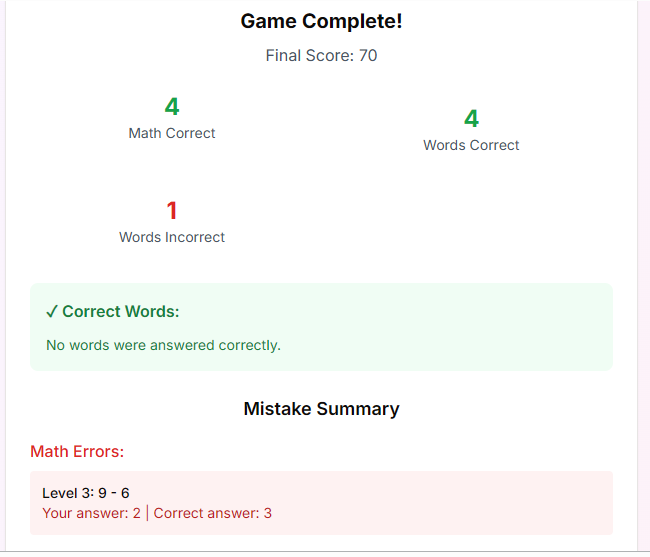 Game Complete!
Final Score: 70
4
Math Correct
4
Words Correct
1
Words Incorrect
✓ Correct Words:
No words were answered correctly.
Mistake Summary
Math Errors:
Level 3: 9 - 6
Your answer: 2 | Correct answer: 3